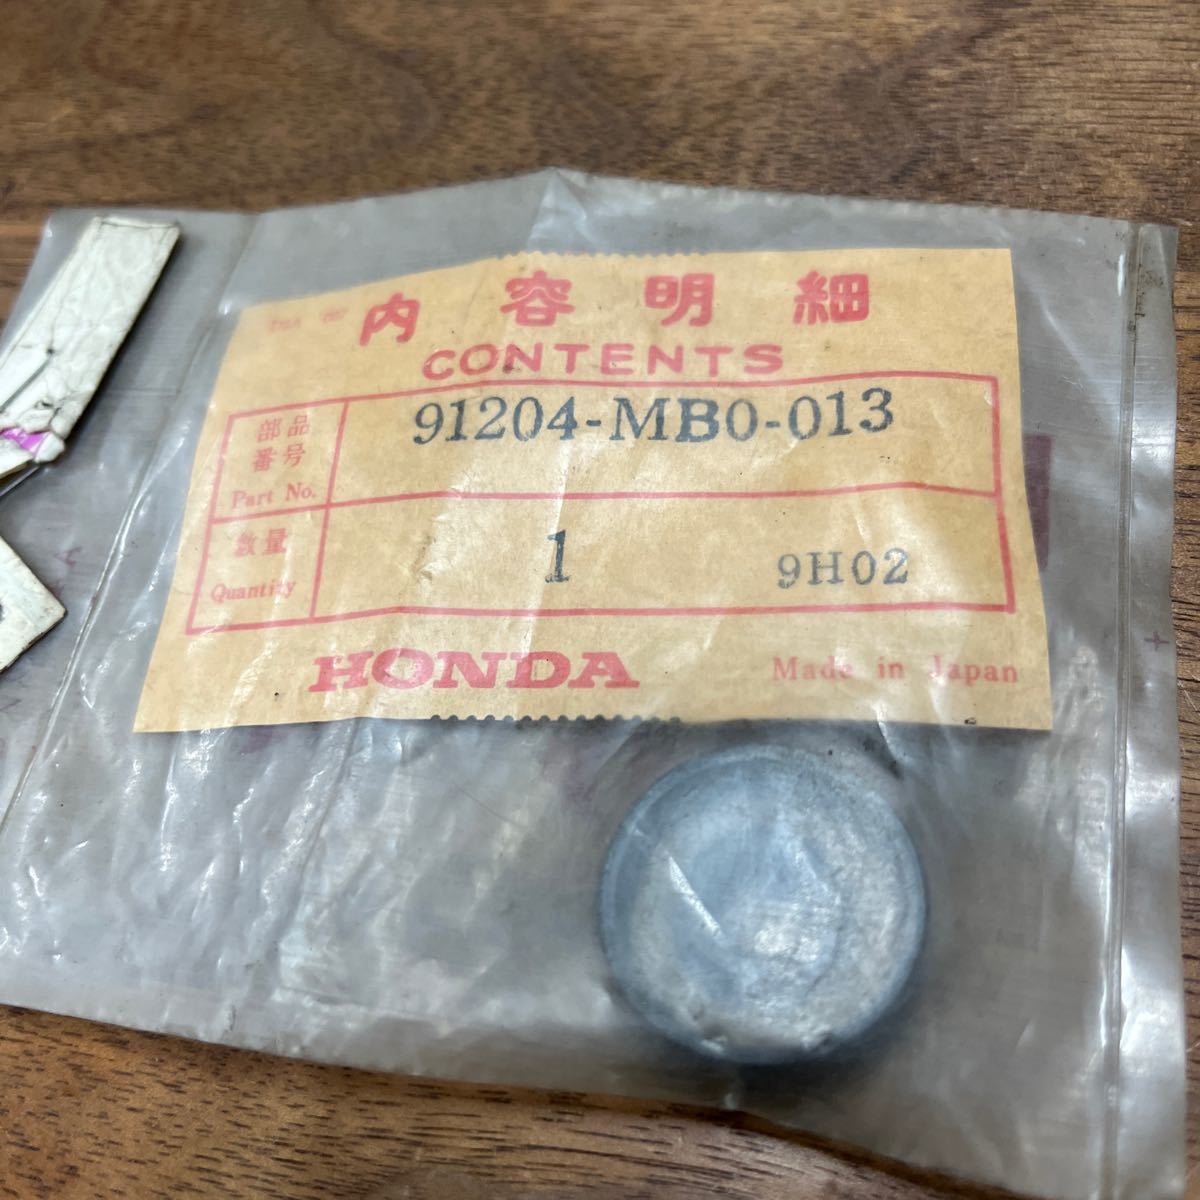 内容明細
CONTENTS
部品番号
Part No.
91204-MB0-013
数量
Quantity
1
9H02
HONDA
Made in Japan